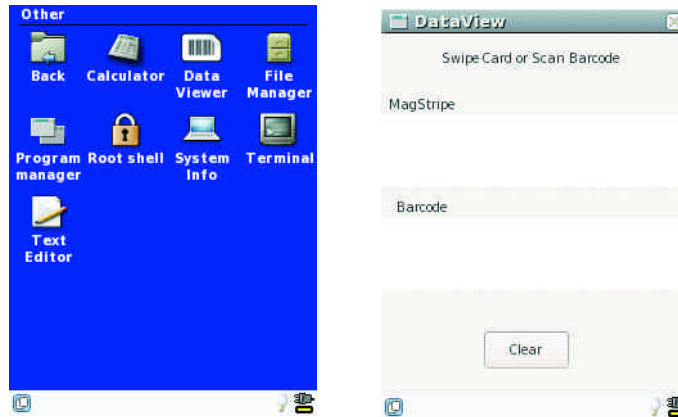 Other
Back Calculator Data Viewer File Manager
Program manager Root shell System Info Terminal
Text Editor
DataView
Swipe Card or Scan Barcode
MagStripe
Barcode
Clear